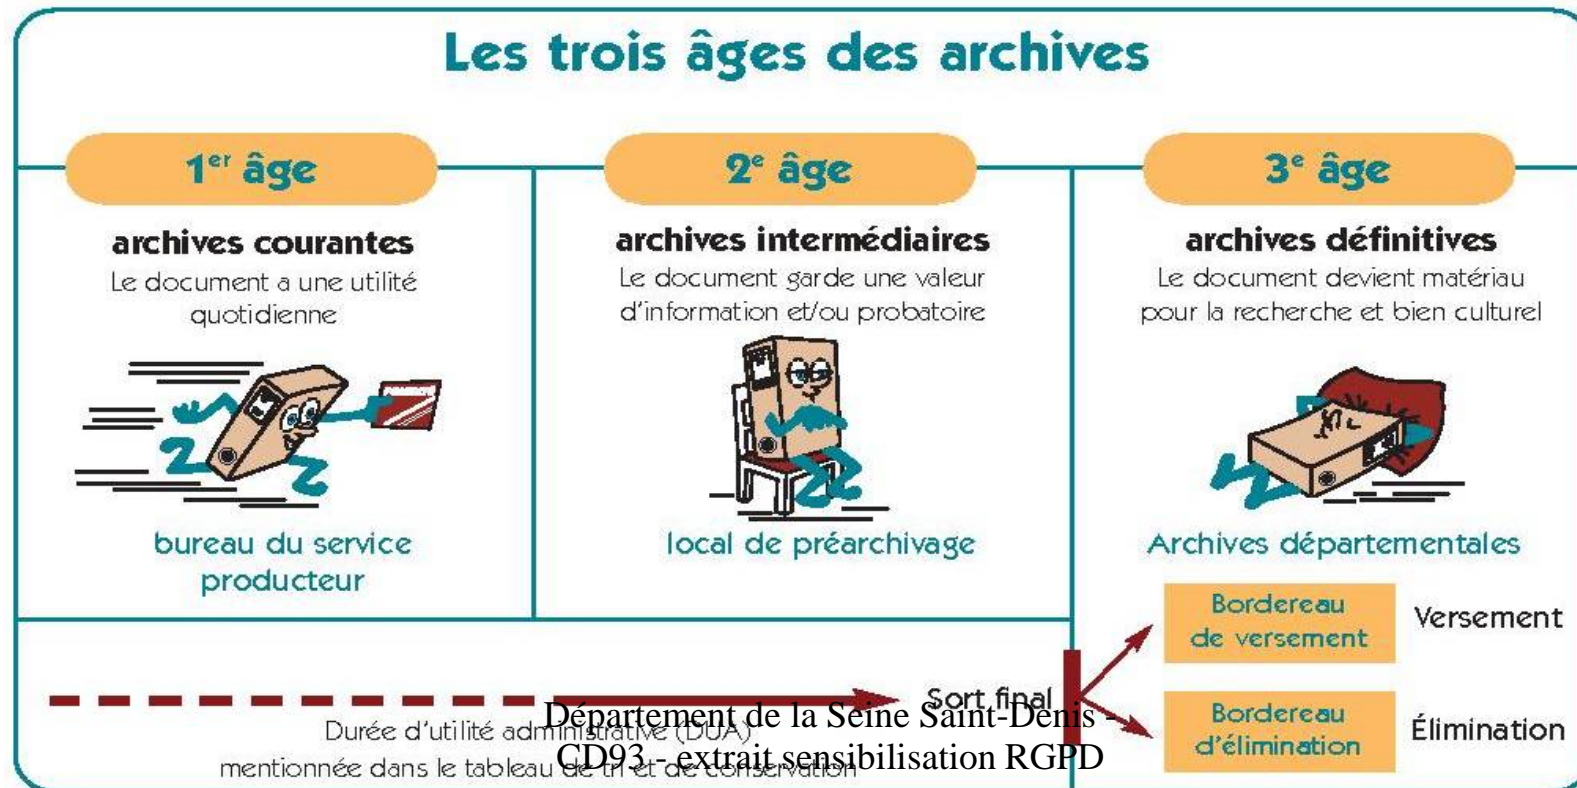 Les trois âges des archives
1er âge
archives courantes
Le document a une utilité
quotidienne
bureau du service
producteur
2e âge
archives intermédiaires
Le document garde une valeur
d'information et/ou probatoire
local de préarchivage
3e âge
archives définitives
Le document devient matériau
pour la recherche et bien culturel
Archives départementales
Bordereau
de versement
Versement
Sort final
Bordereau
d'élimination
Élimination
Durée d'utilité administrative (DUA)
mentionnée dans le tableau de tri et de conservation
Département de la Seine Saint-Denis -
CD93 - extrait sensibilisation RGPD